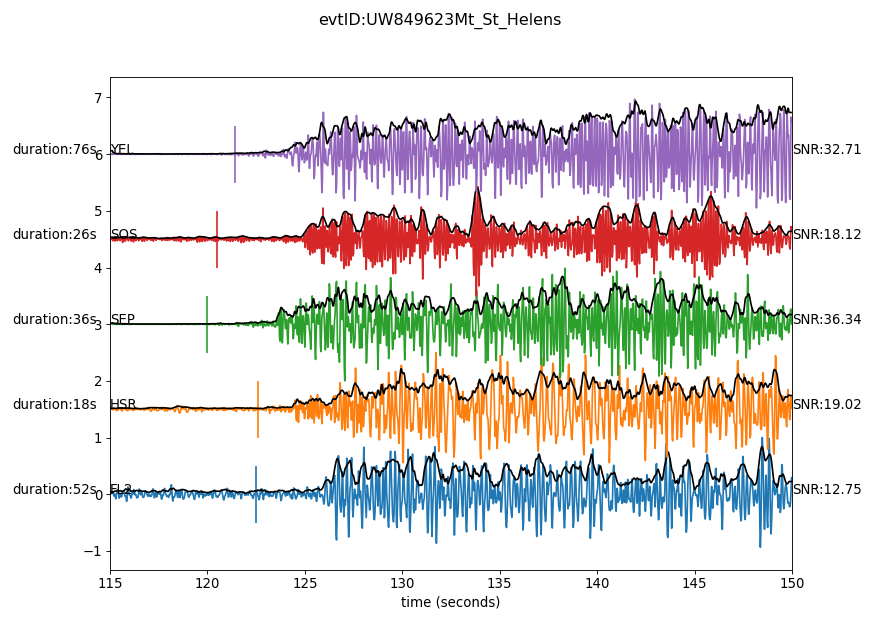 evtID:UW849623Mt_St_Helens
7
duration:76s YEL 6 SNR:32.71
5
duration:26s SOS SNR:18.12
4
duration:36s SEP 3 SNR:36.34
2
duration:18s HSR SNR:19.02
1
duration:52s FL2 0 SNR:12.75
−1
115 120 125 130 135 140 145 150
time (seconds)